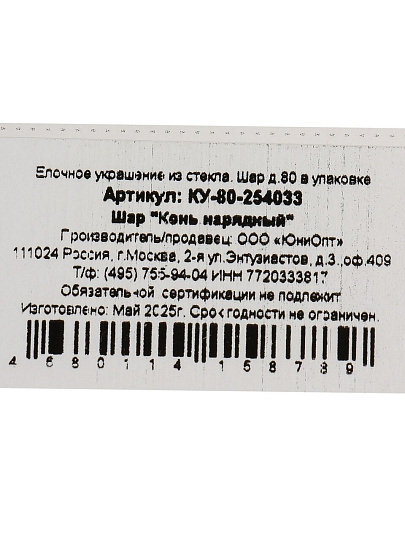 Елочное украшение из стекла. Шар д.80 в упаковке
Артикул: КУ-80-254033
Шар "Конь нарядный"
Производитель/продавец: ООО «ЮниОпт»
111024 Россия, г.Москва, 2-я ул.Энтузиастов, д.3.,оф.409
Т/ф: (495) 755-94-04 ИНН 7720333817
Обязательной сертификации не подлежит
Изготовлено: Май 2025г. Срок годности не ограничен.
4 680114 158789